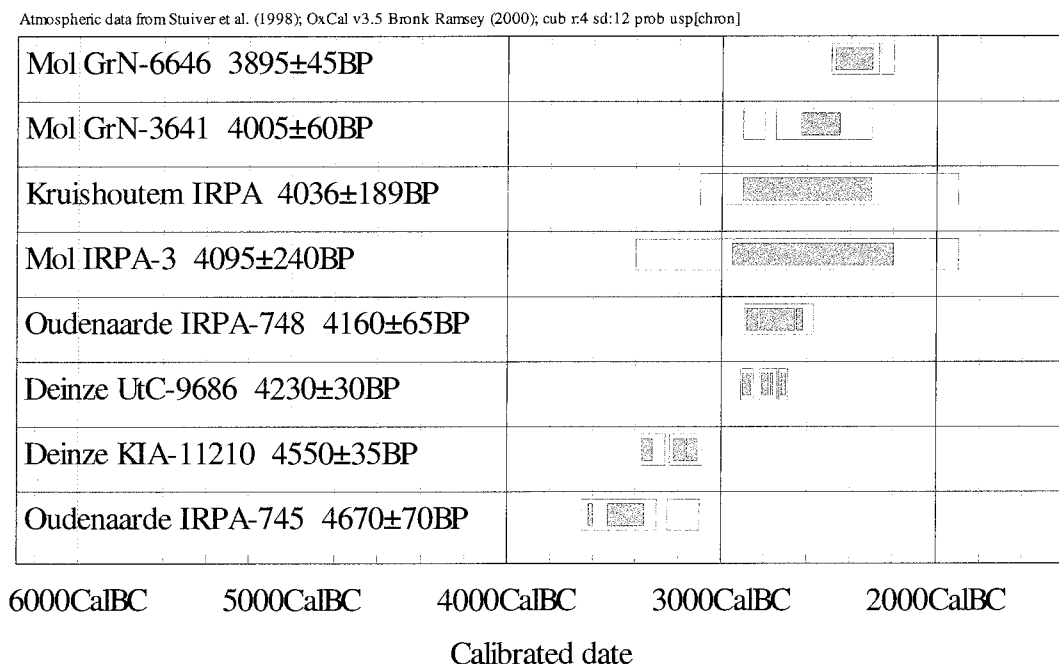 Atmospheric data from Stuiver et al. (1998); OxCal v3.5 Bronk Ramsey (2000); cub r:4 sd:12 prob usp[chron]
Mol GrN-6646 3895±45BP
Mol GrN-3641 4005±60BP
Kruishoutem IRPA 4036±189BP
Mol IRPA-3 4095±240BP
Oudenaarde IRPA-748 4160±65BP
Deinze UtC-9686 4230±30BP
Deinze KIA-11210 4550±35BP
Oudenaarde IRPA-745 4670±70BP
6000CalBC 5000CalBC 4000CalBC 3000CalBC 2000CalBC
Calibrated date